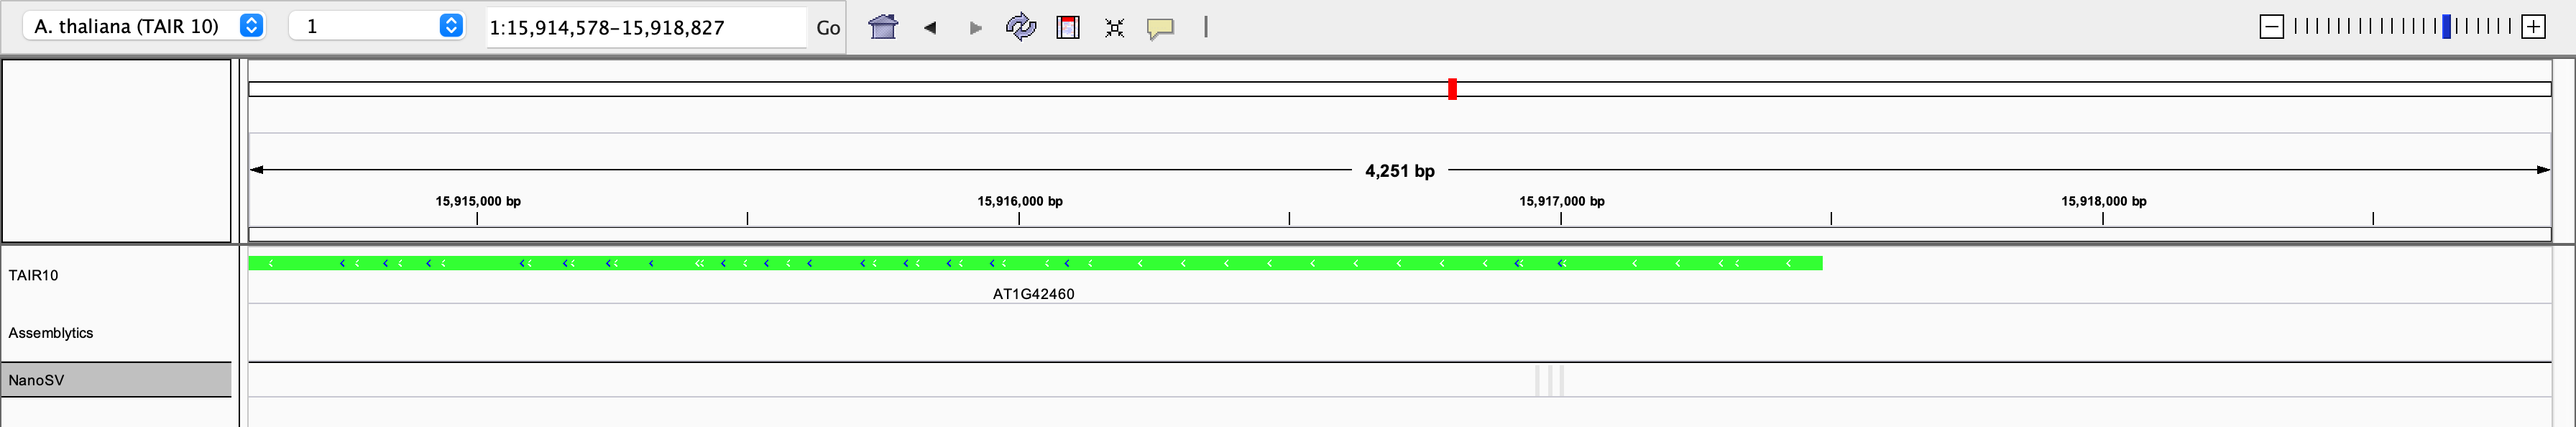 A. thaliana (TAIR 10) 1 1:15,914,578–15,918,827 Go
4,251 bp
15,915,000 bp 15,916,000 bp 15,917,000 bp 15,918,000 bp
TAIR10
AT1G42460
Assemblytics
NanoSV